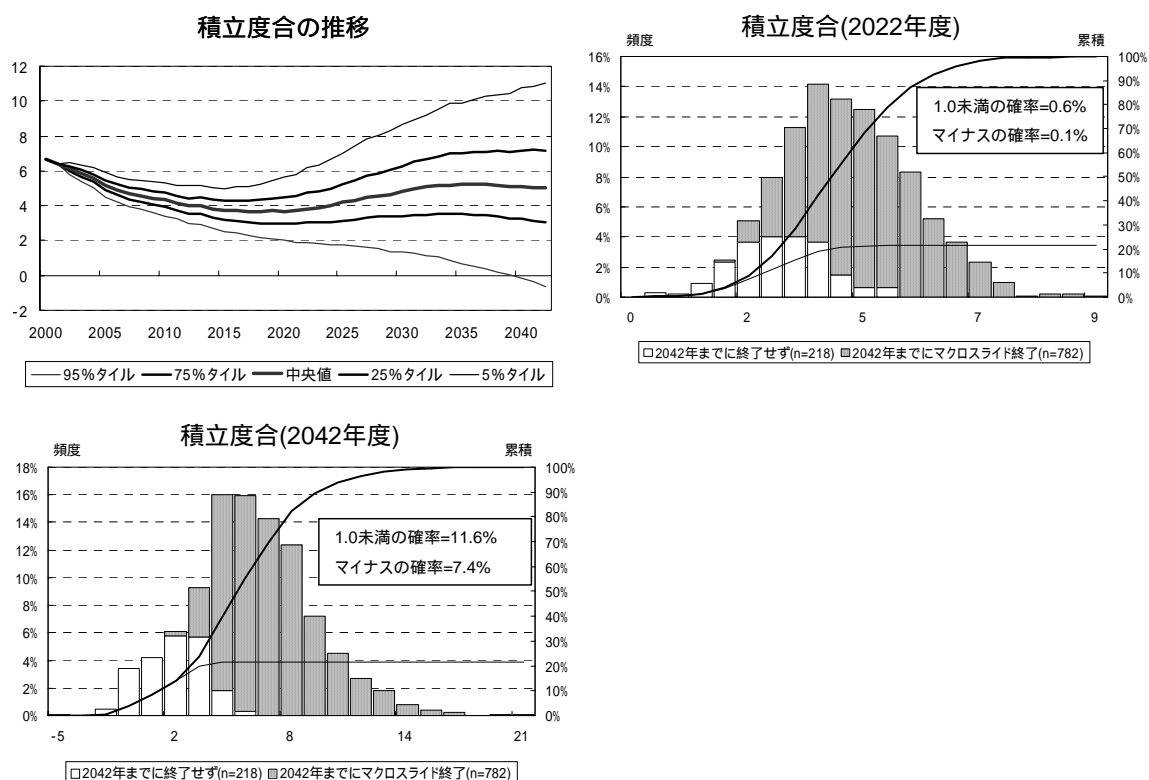 積立度合の推移
12
10
8
6
4
2
0
-2
2000 2005 2010 2015 2020 2025 2030 2035 2040
95%タイル 75%タイル 中央値 25%タイル 5%タイル
積立度合(2022年度)
頻度 累積
16% 100%
90%
14%
80%
12%
70%
10%
60%
8% 50%
40%
6%
30%
4%
20%
2%
10%
0% 0%
1.0未満の確率=0.6%
マイナスの確率=0.1%
0 2 5 7 9
□2042年までに終了せず(n=218) 2042年までにマクロスライド終了(n=782)
積立度合(2042年度)
頻度 累積
18% 100%
16% 90%
80%
14%
70%
12%
60%
10%
50%
8%
40%
6%
30%
4%
20%
2% 10%
0% 0%
1.0未満の確率=11.6%
マイナスの確率=7.4%
-5 2 8 14 21
□2042年までに終了せず(n=218) 2042年までにマクロスライド終了(n=782)